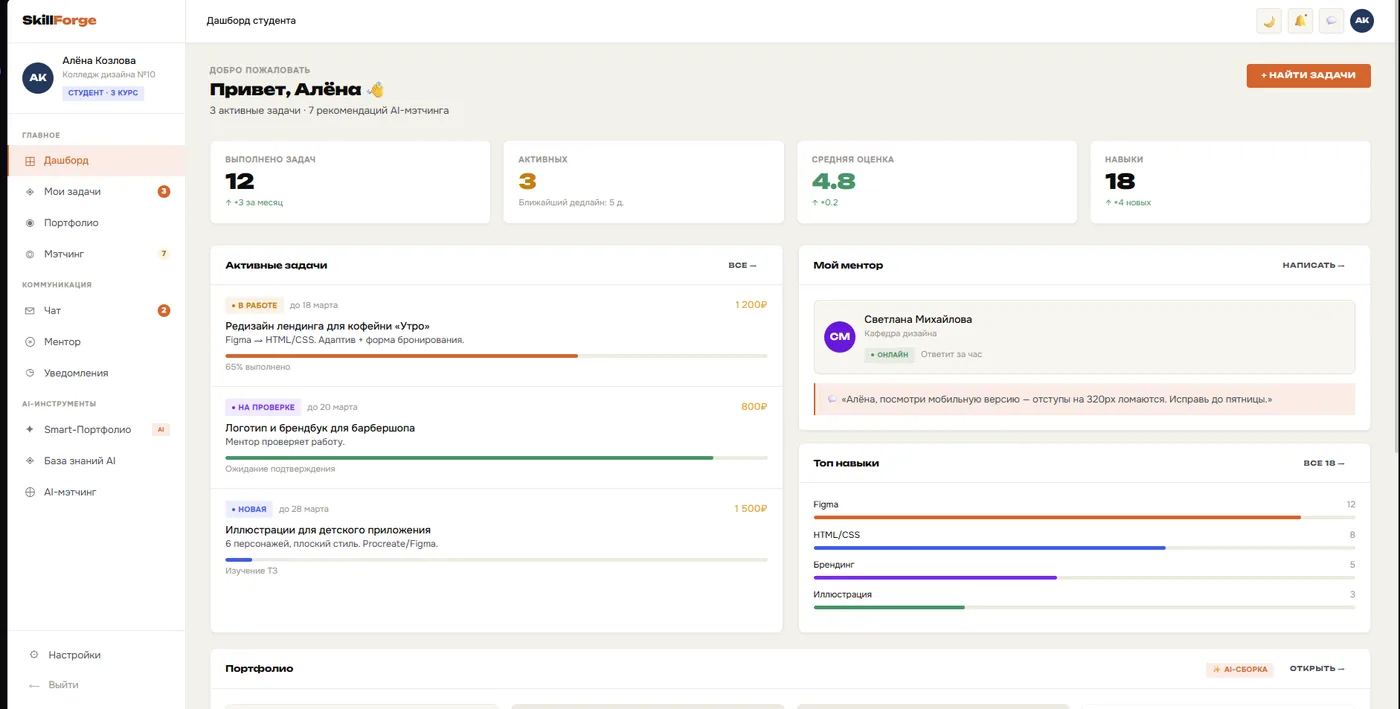 SkillForge
Дашборд студента
АК
АК
Алёна Козлова
Колледж дизайна №10
СТУДЕНТ · 3 КУРС
ГЛАВНОЕ
Дашборд
Мои задачи 3
Портфолио
Мэтчинг 7
КОММУНИКАЦИЯ
Чат 2
Ментор
Уведомления
AI-ИНСТРУМЕНТЫ
Smart-Портфолио AI
База знаний AI
AI-мэтчинг
Настройки
← Выйти
ДОБРО ПОЖАЛОВАТЬ
Привет, Алёна 👋
3 активные задачи · 7 рекомендаций AI-мэтчинга
+ НАЙТИ ЗАДАЧИ
ВЫПОЛНЕНО ЗАДАЧ
12
↑ +3 за месяц
АКТИВНЫХ
3
Ближайший дедлайн: 5 д.
СРЕДНЯЯ ОЦЕНКА
4.8
↑ +0.2
НАВЫКИ
18
↑ +4 новых
Активные задачи ВСЕ →
• В РАБОТЕ до 18 марта 1 200₽
Редизайн лендинга для кофейни «Утро»
Figma → HTML/CSS. Адаптив + форма бронирования.
65% выполнено
• НА ПРОВЕРКЕ до 20 марта 800₽
Логотип и брендбук для барбершопа
Ментор проверяет работу.
Ожидание подтверждения
• НОВАЯ до 28 марта 1 500₽
Иллюстрации для детского приложения
6 персонажей, плоский стиль. Procreate/Figma.
Изучение ТЗ
Мой ментор НАПИСАТЬ →
СМ
Светлана Михайлова
Кафедра дизайна
• ОНЛАЙН Ответит за час
«Алёна, посмотри мобильную версию — отступы на 320px ломаются. Исправь до пятницы.»
Топ навыки ВСЕ 18 →
Figma 12
HTML/CSS 8
Брендинг 5
Иллюстрация 3
Портфолио ✨ AI-СБОРКА ОТКРЫТЬ →